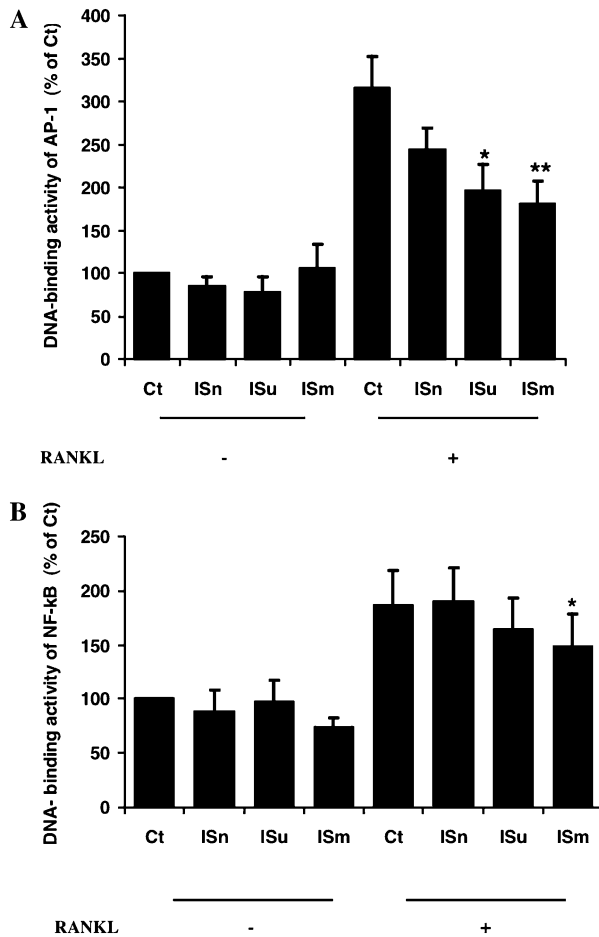 A
DNA-binding activity of AP-1 (% of Ct)
400
350
300
250
200
150
100
50
0
*
**
Ct ISn ISu ISm Ct ISn ISu ISm
RANKL - +
B
DNA- binding activity of NF-kB (% of Ct)
250
200
150
100
50
0
*
Ct ISn ISu ISm Ct ISn ISu ISm
RANKL - +